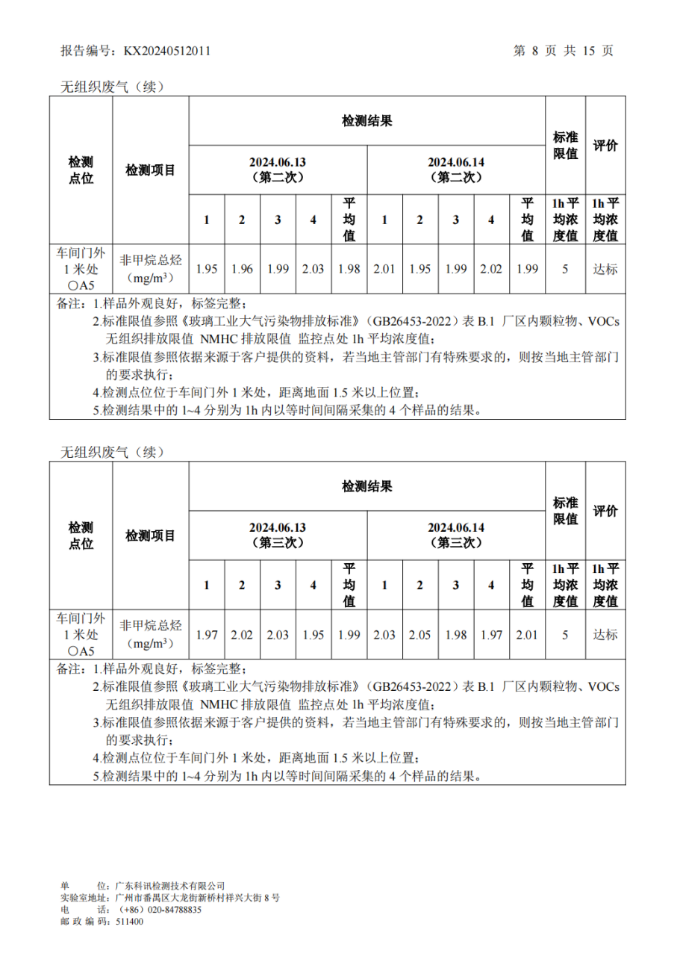 报告编号：KX20240512011
第 8 页 共 15 页
无组织废气（续）
检测点位 检测项目 检测结果 标准限值 评价
2024.06.13（第二次） 2024.06.14（第二次）
1 2 3 4 平均值 1 2 3 4 平均值 1h 平均浓度值 1h 平均浓度值
车间门外1 米处〇A5 非甲烷总烃（mg/m³） 1.95 1.96 1.99 2.03 1.98 2.01 1.95 1.99 2.02 1.99 5 达标
备注：1.样品外观良好，标签完整；
2.标准限值参照《玻璃工业大气污染物排放标准》（GB26453-2022）表 B.1 厂区内颗粒物、VOCs
无组织排放限值 NMHC 排放限值 监控点处 1h 平均浓度值；
3.标准限值参照依据来源于客户提供的资料，若当地主管部门有特殊要求的，则按当地主管部门
的要求执行；
4.检测点位位于车间门外 1 米处，距离地面 1.5 米以上位置；
5.检测结果中的 1~4 分别为 1h 内以等时间间隔采集的 4 个样品的结果。
无组织废气（续）
检测点位 检测项目 检测结果 标准限值 评价
2024.06.13（第三次） 2024.06.14（第三次）
1 2 3 4 平均值 1 2 3 4 平均值 1h 平均浓度值 1h 平均浓度值
车间门外1 米处〇A5 非甲烷总烃（mg/m³） 1.97 2.02 2.03 1.95 1.99 2.03 2.05 1.98 1.97 2.01 5 达标
备注：1.样品外观良好，标签完整；
2.标准限值参照《玻璃工业大气污染物排放标准》（GB26453-2022）表 B.1 厂区内颗粒物、VOCs
无组织排放限值 NMHC 排放限值 监控点处 1h 平均浓度值；
3.标准限值参照依据来源于客户提供的资料，若当地主管部门有特殊要求的，则按当地主管部门
的要求执行；
4.检测点位位于车间门外 1 米处，距离地面 1.5 米以上位置；
5.检测结果中的 1~4 分别为 1h 内以等时间间隔采集的 4 个样品的结果。
单 位：广东科讯检测技术有限公司
实验室地址：广州市番禺区大龙街新桥村祥兴大街 8 号
电 话：（+86）020-84788835
邮 政 编 码：511400